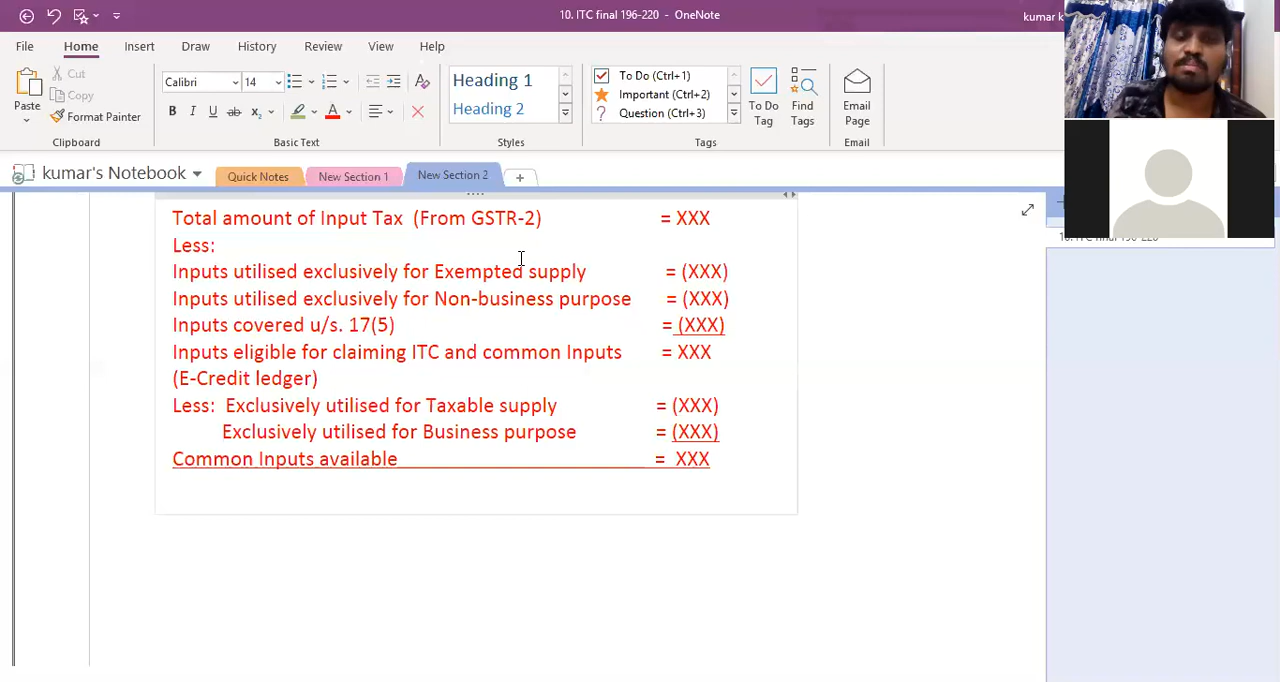 10. ITC final 196-220 - OneNote
kumar k
File Home Insert Draw History Review View Help
Paste
Cut
Copy
Format Painter
Clipboard
Calibri 14
B I U ab x₂ A
Basic Text
Heading 1
Heading 2
Styles
To Do (Ctrl+1)
Important (Ctrl+2)
? Question (Ctrl+3)
To Do Tag
Find Tags
Tags
Email Page
Email
kumar's Notebook
Quick Notes
New Section 1
New Section 2
+
Total amount of Input Tax (From GSTR-2) = XXX
Less:
Inputs utilised exclusively for Exempted supply = (XXX)
Inputs utilised exclusively for Non-business purpose = (XXX)
Inputs covered u/s. 17(5) = (XXX)
Inputs eligible for claiming ITC and common Inputs = XXX
(E-Credit ledger)
Less: Exclusively utilised for Taxable supply = (XXX)
Exclusively utilised for Business purpose = (XXX)
Common Inputs available = XXX